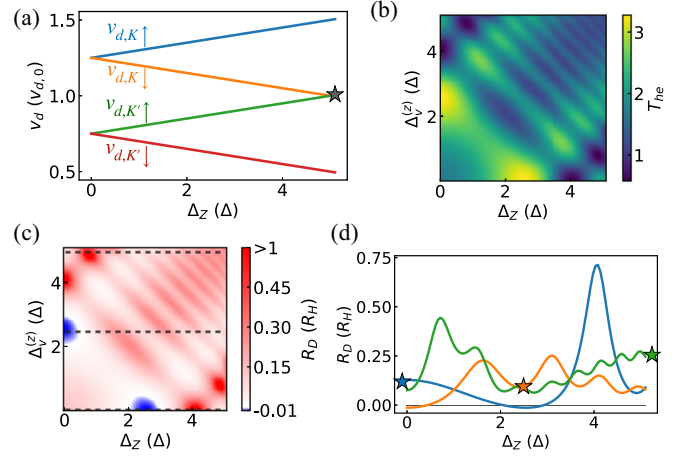 (a)
1.5
1.0
0.5
v_d (v_{d,0})
v_{d,K↑}
v_{d,K↓}
v_{d,K'↑}
v_{d,K'↓}
0 2 4
Δ_Z (Δ)
(b)
4
2
Δ_v^{(z)} (Δ)
0 2 4
Δ_Z (Δ)
3
2
1
T_{he}
(c)
4
2
Δ_v^{(z)} (Δ)
0 2 4
Δ_Z (Δ)
>1
0.45
0.30
0.15
-0.01
R_D (R_H)
(d)
0.75
0.50
0.25
0.00
R_D (R_H)
0 2 4
Δ_Z (Δ)